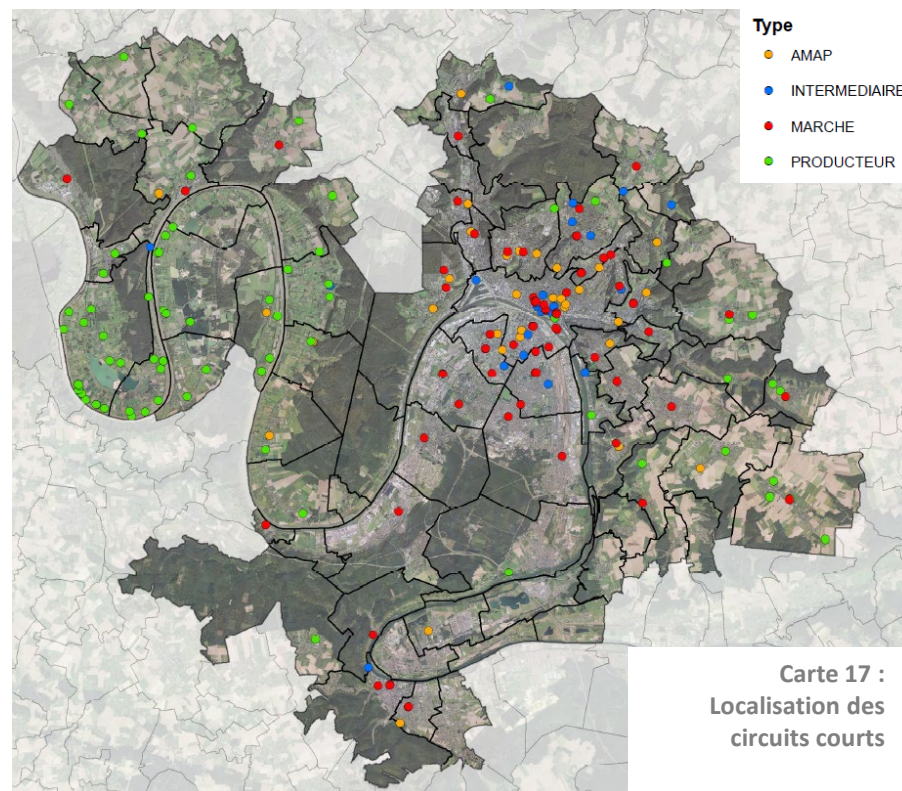 Type
AMAP
INTERMEDIAIRE
MARCHE
PRODUCTEUR
Carte 17 :
Localisation des
circuits courts